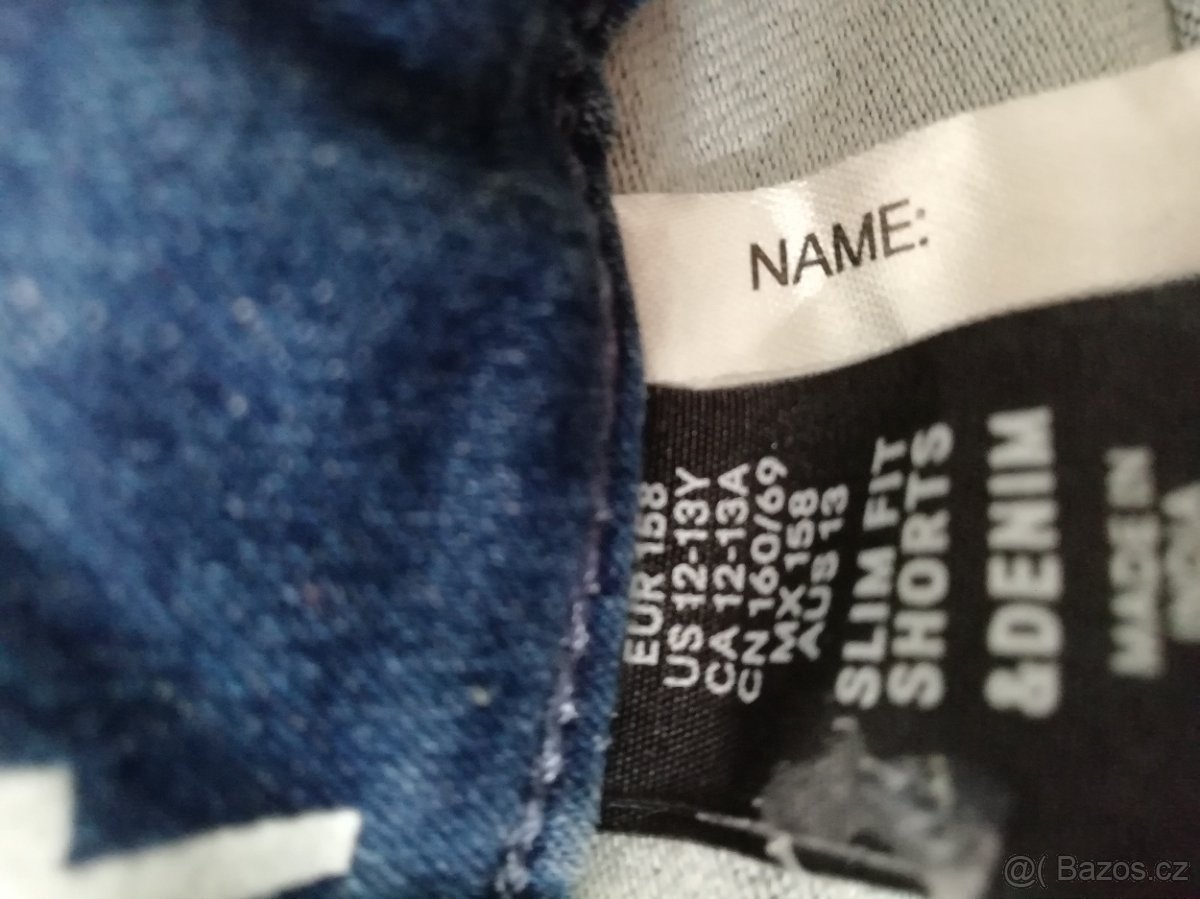 NAME:
EUR 158
US 12-13Y
CA 12-13A
CN 160/69
MX 158
AUS 13
SLIM FIT
SHORTS
&DENIM
MADE IN
@( Bazos.cz